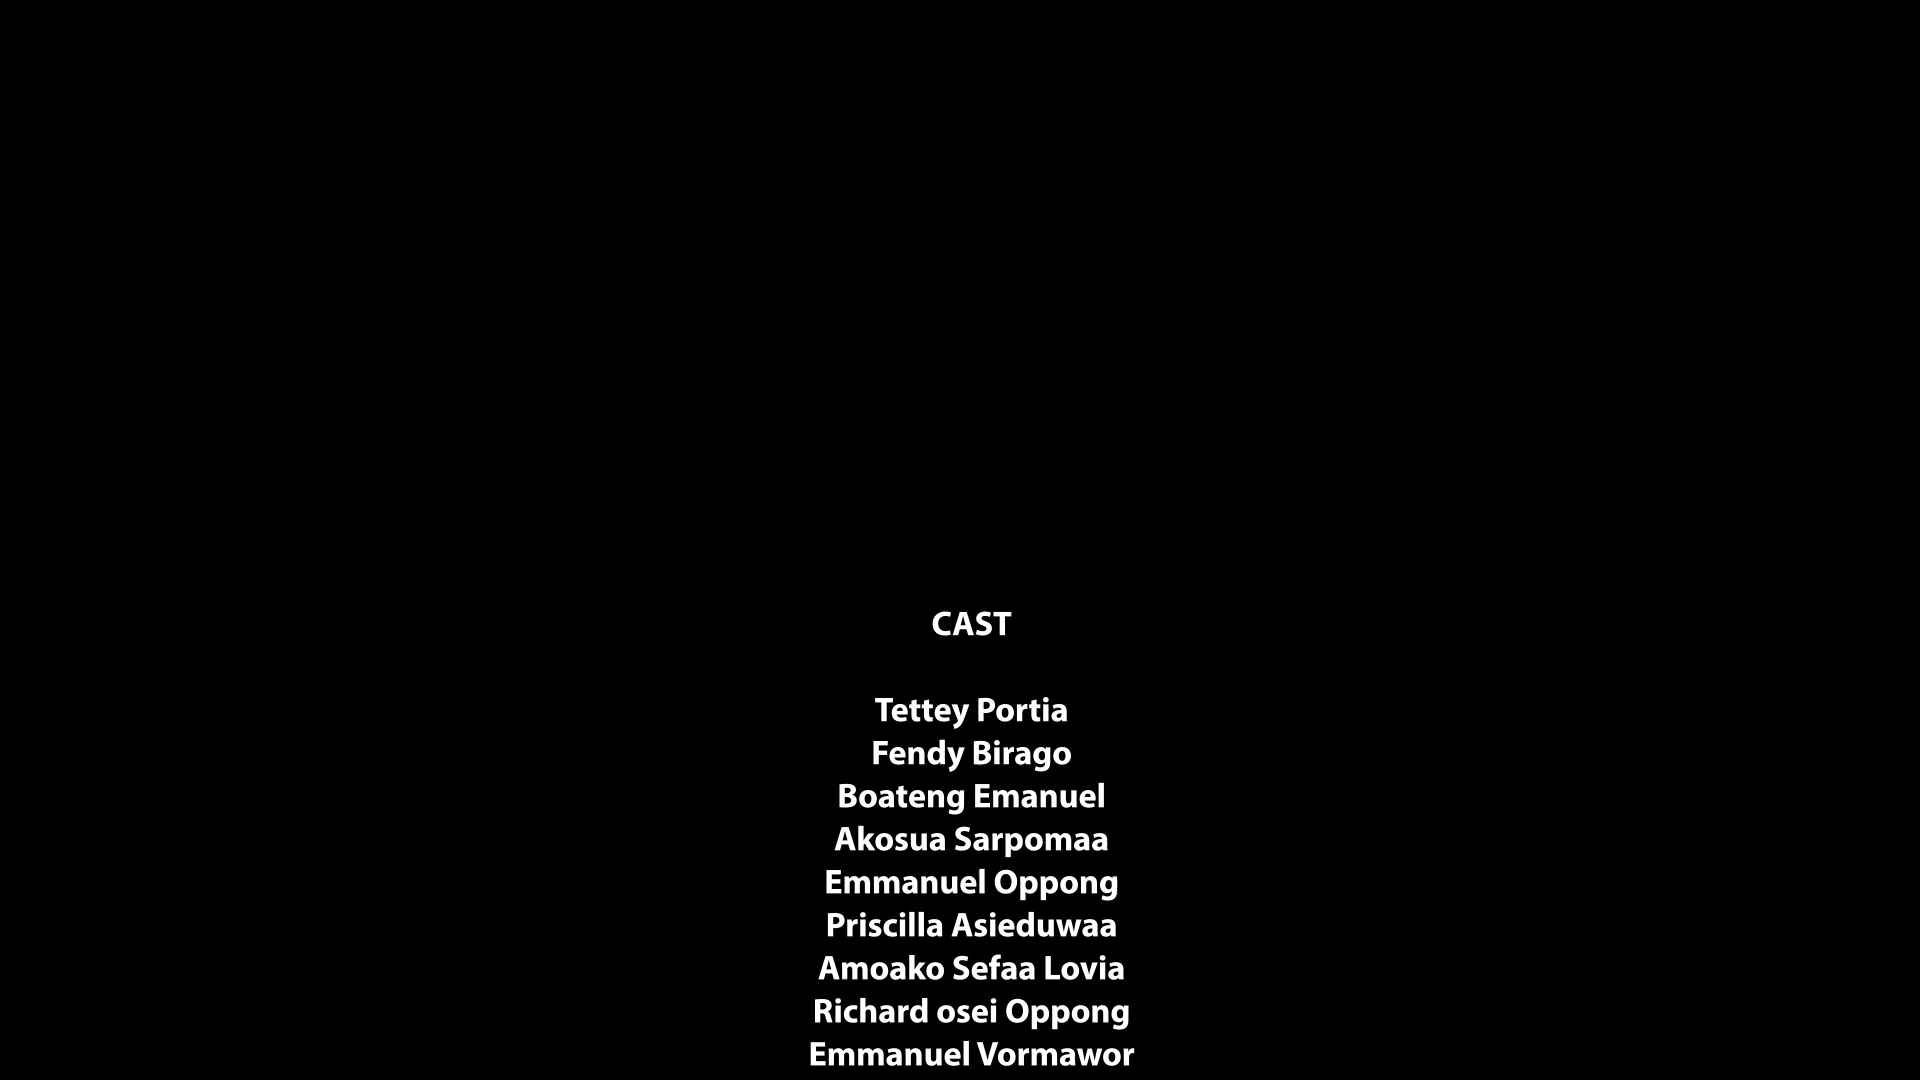 CAST
Tettey Portia
Fendy Birago
Boateng Emanuel
Akosua Sarpomaa
Emmanuel Oppong
Priscilla Asieduwaa
Amoako Sefaa Lovia
Richard osei Oppong
Emmanuel Vormawor